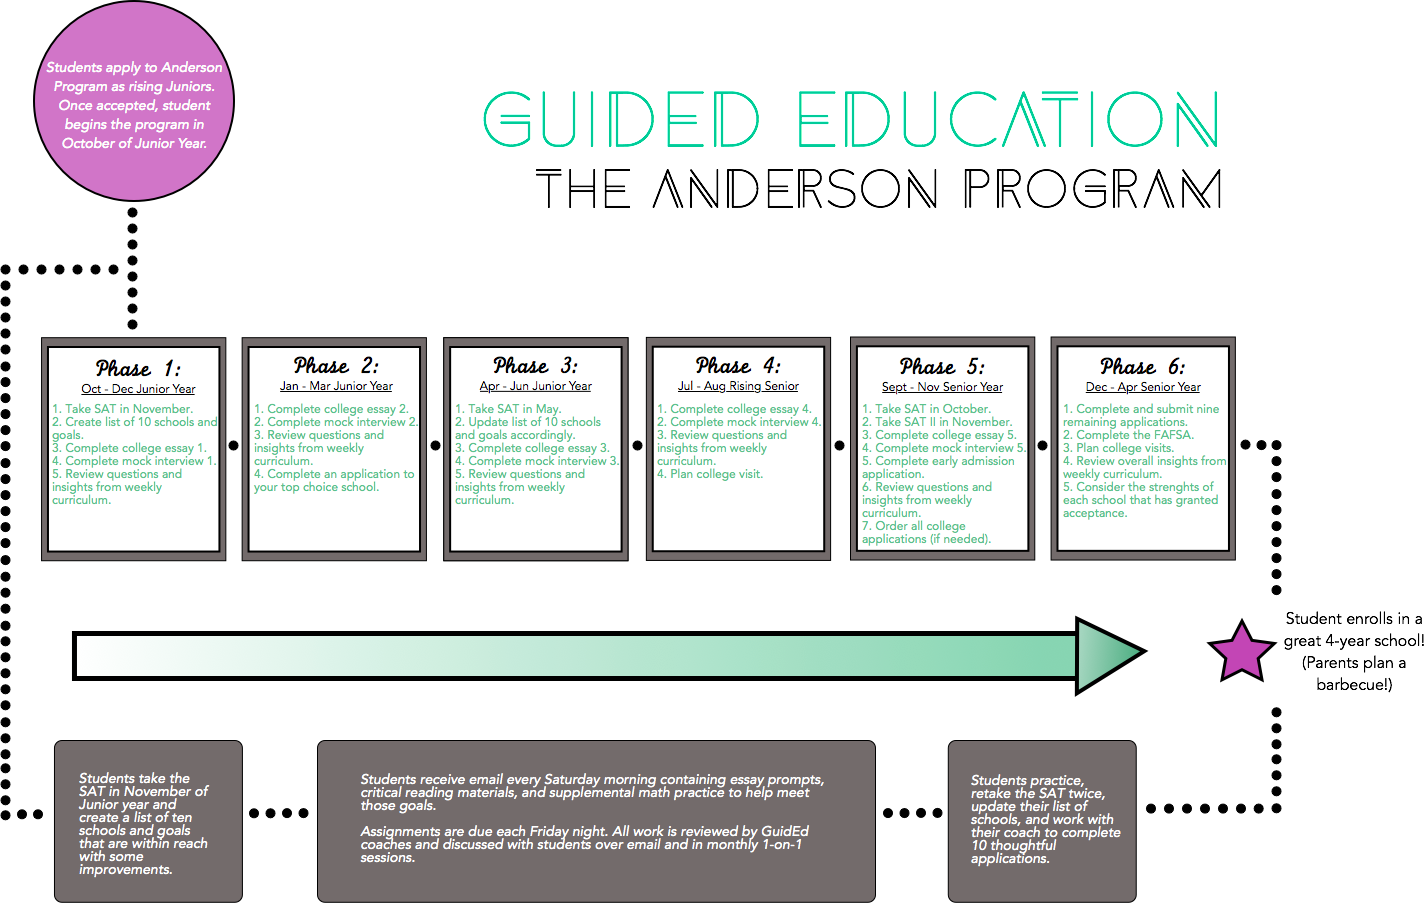 Students apply to Anderson
Program as rising Juniors.
Once accepted, student
begins the program in
October of Junior Year.
GUIDED EDUCATION
THE ANDERSON PROGRAM
Phase 1:
Oct - Dec Junior Year
1. Take SAT in November.
2. Create list of 10 schools and
goals.
3. Complete college essay 1.
4. Complete mock interview 1.
5. Review questions and
insights from weekly
curriculum.
Phase 2:
Jan - Mar Junior Year
1. Complete college essay 2.
2. Complete mock interview 2.
3. Review questions and
insights from weekly
curriculum.
4. Complete an application to
your top choice school.
Phase 3:
Apr - Jun Junior Year
1. Take SAT in May.
2. Update list of 10 schools
and goals accordingly.
3. Complete college essay 3.
4. Complete mock interview 3.
5. Review questions and
insights from weekly
curriculum.
Phase 4:
Jul - Aug Rising Senior
1. Complete college essay 4.
2. Complete mock interview 4.
3. Review questions and
insights from weekly
curriculum.
4. Plan college visit.
Phase 5:
Sept - Nov Senior Year
1. Take SAT in October.
2. Take SAT II in November.
3. Complete college essay 5.
4. Complete mock interview 5.
5. Complete early admission
application.
6. Review questions and
insights from weekly
curriculum.
7. Order all college
applications (if needed).
Phase 6:
Dec - Apr Senior Year
1. Complete and submit nine
remaining applications.
2. Complete the FAFSA.
3. Plan college visits.
4. Review overall insights from
weekly curriculum.
5. Consider the strenghts of
each school that has granted
acceptance.
Student enrolls in a
great 4-year school!
(Parents plan a
barbecue!)
Students take the
SAT in November of
Junior year and
create a list of ten
schools and goals
that are within reach
with some
improvements.
Students receive email every Saturday morning containing essay prompts,
critical reading materials, and supplemental math practice to help meet
those goals.
Assignments are due each Friday night. All work is reviewed by GuidEd
coaches and discussed with students over email and in monthly 1-on-1
sessions.
Students practice,
retake the SAT twice,
update their list of
schools, and work with
their coach to complete
10 thoughtful
applications.